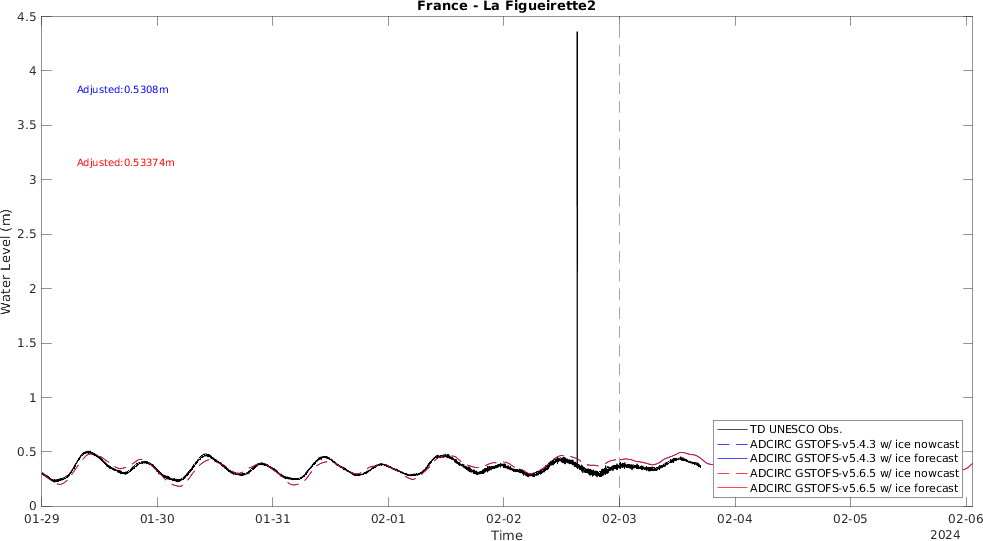 France - La Figueirette2
4.5
4
3.5
3
2.5
2
1.5
1
0.5
0
Water Level (m)
Adjusted:0.5308m
Adjusted:0.53374m
TD UNESCO Obs.
ADCIRC GSTOFS-v5.4.3 w/ ice nowcast
ADCIRC GSTOFS-v5.4.3 w/ ice forecast
ADCIRC GSTOFS-v5.6.5 w/ ice nowcast
ADCIRC GSTOFS-v5.6.5 w/ ice forecast
01-29 01-30 01-31 02-01 02-02 02-03 02-04 02-05 02-06
Time
2024